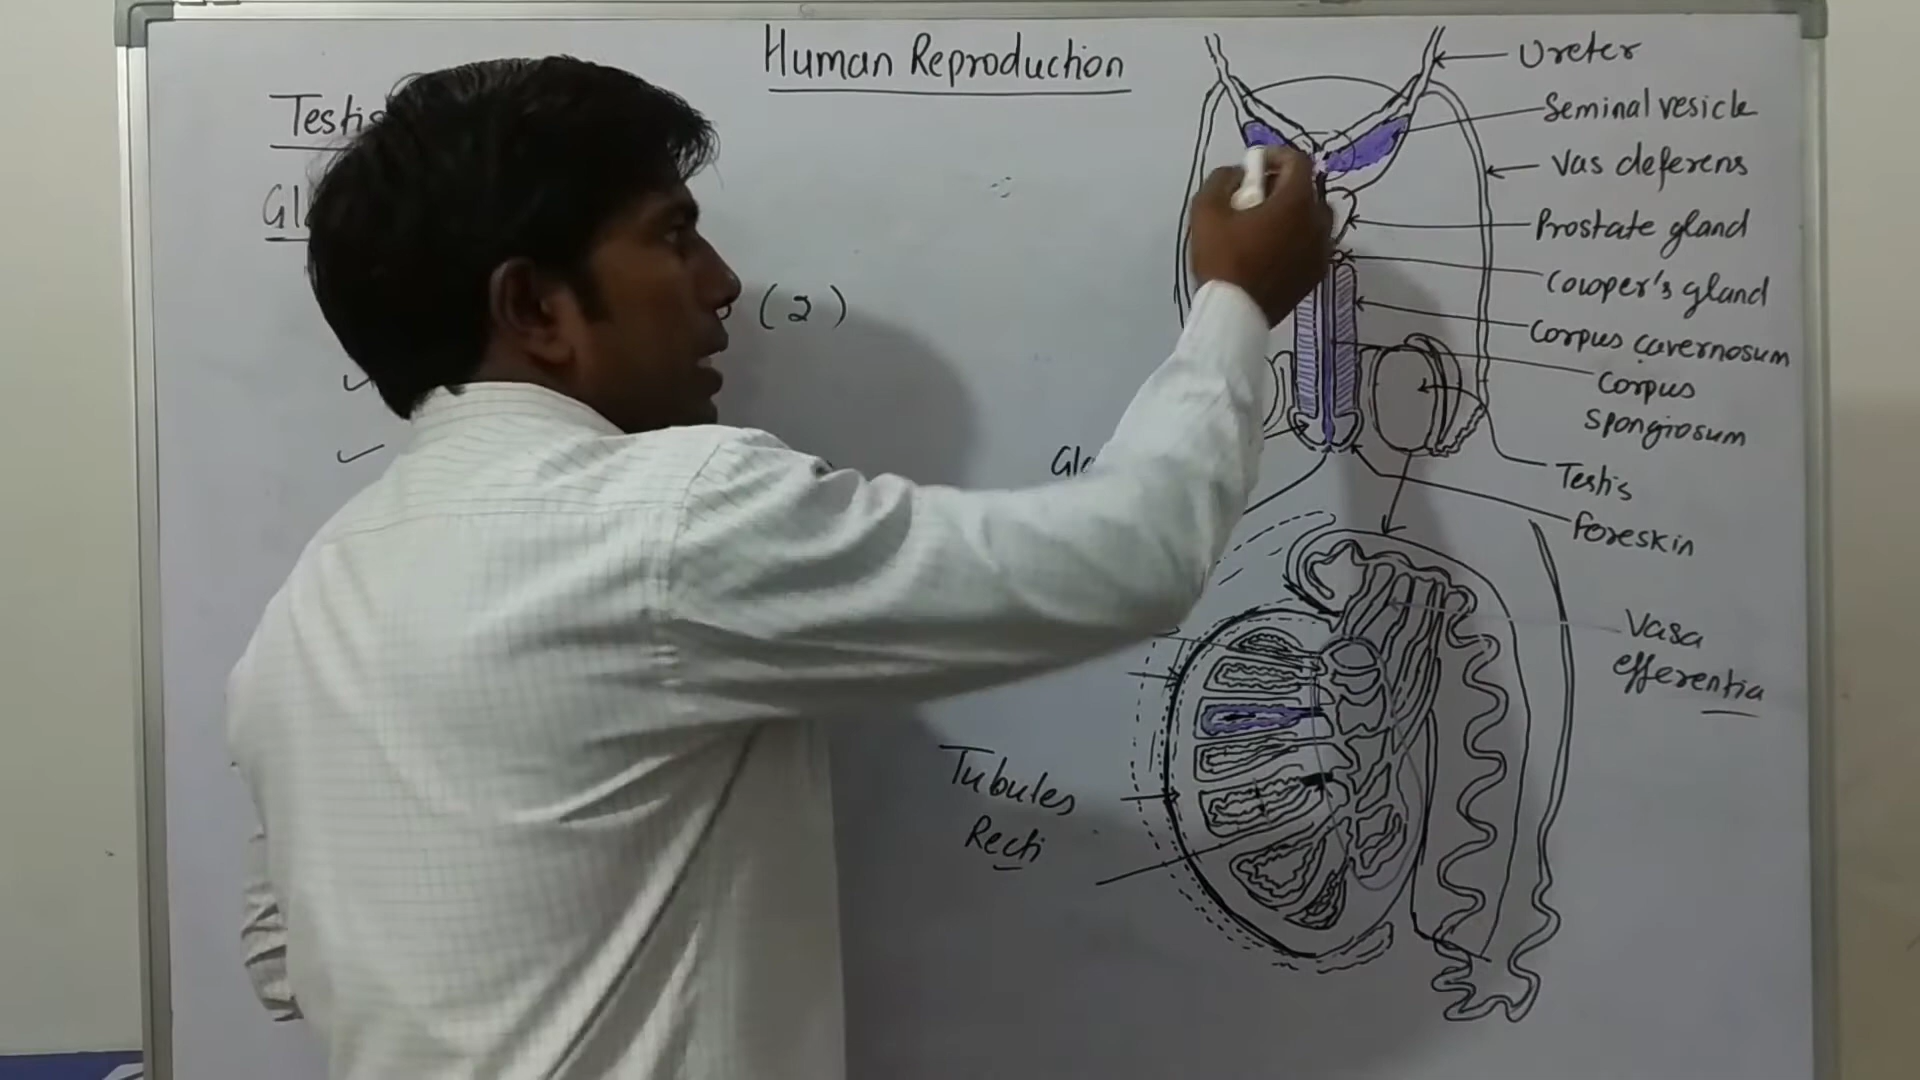 Human Reproduction
Testis
(2)
Ureter
Seminal vesicle
Vas deferens
Prostate gland
Cowper's gland
Corpus cavernosum
Corpus
Spongiosum
Testis
Foreskin
Vasa
efferentia
Tubules
Recti